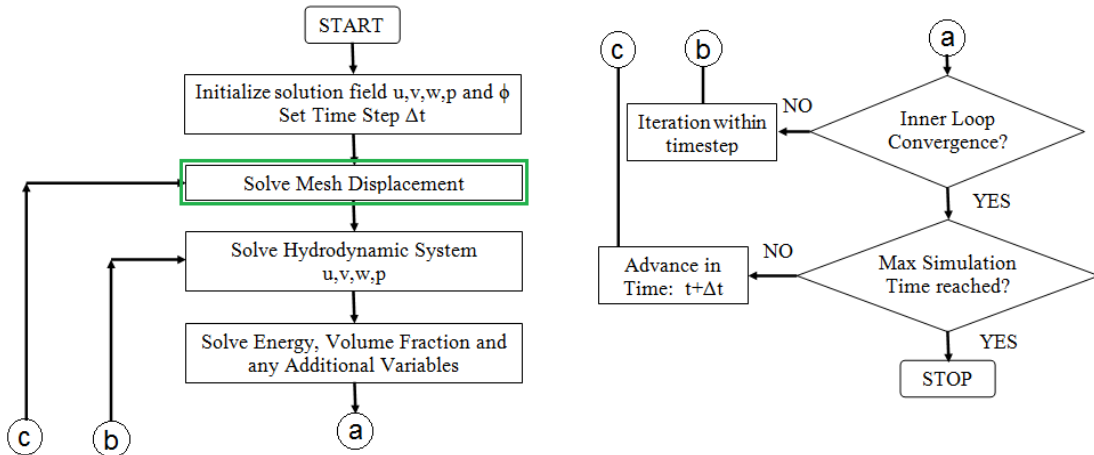 START
Initialize solution field u,v,w,p and ϕ
Set Time Step Δt
Solve Mesh Displacement
Solve Hydrodynamic System
u,v,w,p
Solve Energy, Volume Fraction and
any Additional Variables
c
b
a
c
b
a
NO
Iteration within
timestep
Inner Loop
Convergence?
YES
NO
Advance in
Time: t+Δt
Max Simulation
Time reached?
YES
STOP